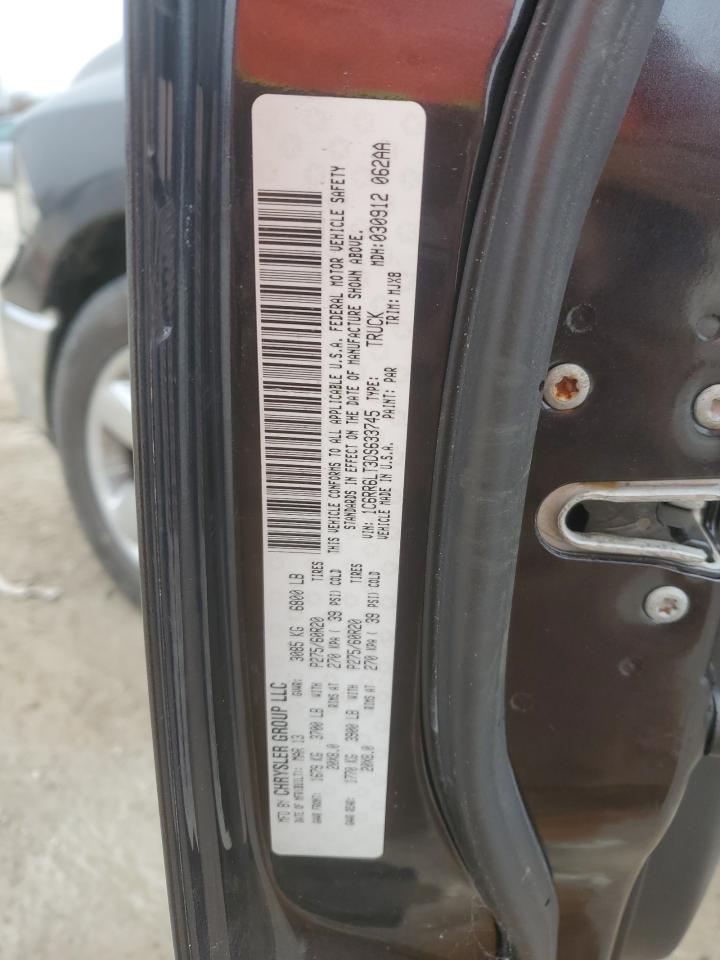 MFD BY: CHRYSLER GROUP LLC
DATE OF MFR/BUILT: MAR 13 GVWR: 3085 KG 6800 LB
GAWR FRONT: 1679 KG 3700 LB WITH P275/60R20 TIRES
20X8.0 RIMS AT 270 KPA ( 39 PSI) COLD
GAWR REAR: 1770 KG 3900 LB WITH P275/60R20 TIRES
20X8.0 RIMS AT 270 KPA ( 39 PSI) COLD
THIS VEHICLE CONFORMS TO ALL APPLICABLE U.S.A. FEDERAL MOTOR VEHICLE SAFETY
STANDARDS IN EFFECT ON THE DATE OF MANUFACTURE SHOWN ABOVE.
VIN: 1C6RR6LT3DS633745 TYPE: TRUCK MDH:030912 062AA
VEHICLE MADE IN U.S.A. PAINT: PAR TRIM: MJX8